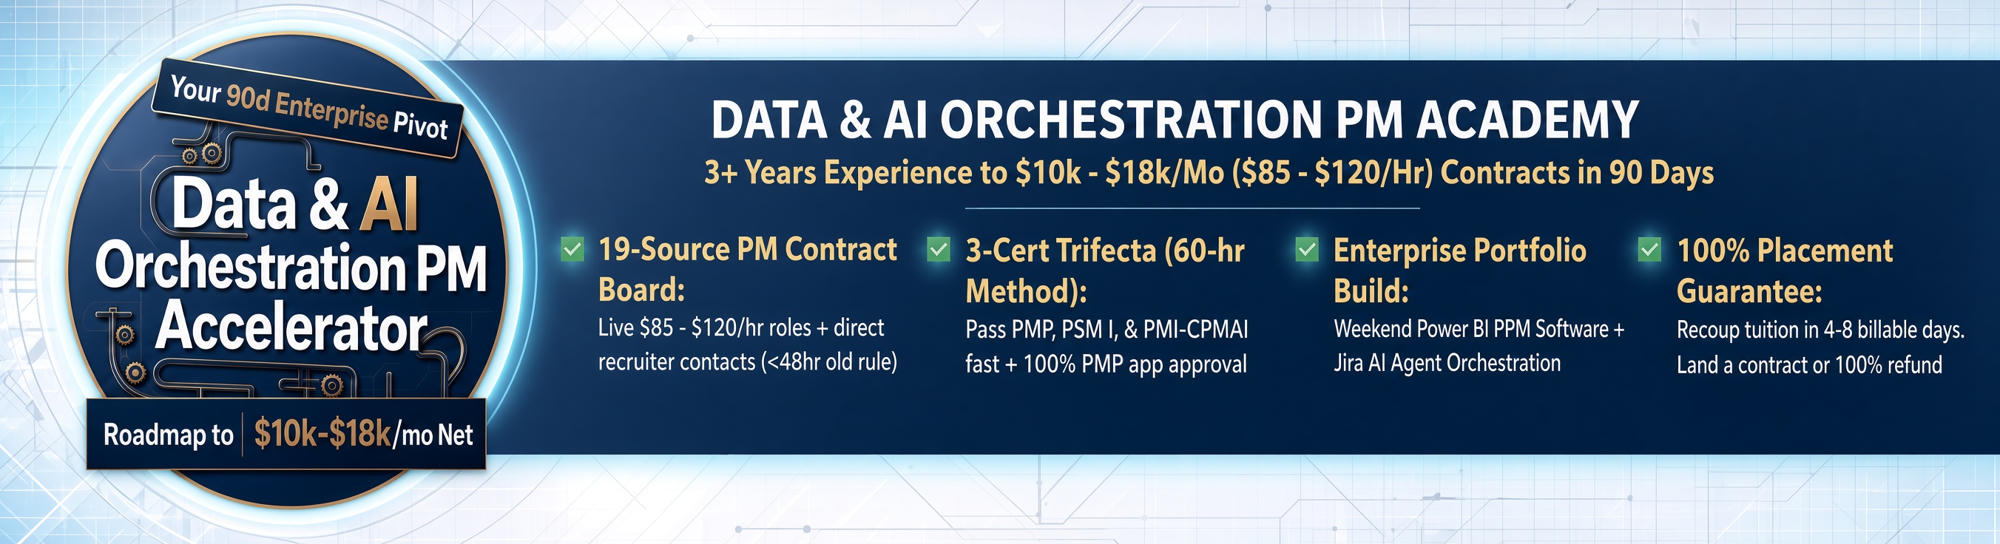 Your 90d Enterprise Pivot
Data & AI
Orchestration PM
Accelerator
Roadmap to $10k-$18k/mo Net
DATA & AI ORCHESTRATION PM ACADEMY
3+ Years Experience to $10k - $18k/Mo ($85 - $120/Hr) Contracts in 90 Days
19-Source PM Contract
Board:
Live $85 - $120/hr roles + direct
recruiter contacts (<48hr old rule)
3-Cert Trifecta (60-hr
Method):
Pass PMP, PSM I, & PMI-CPMAI
fast + 100% PMP app approval
Enterprise Portfolio
Build:
Weekend Power BI PPM Software +
Jira AI Agent Orchestration
100% Placement
Guarantee:
Recoup tuition in 4-8 billable days.
Land a contract or 100% refund